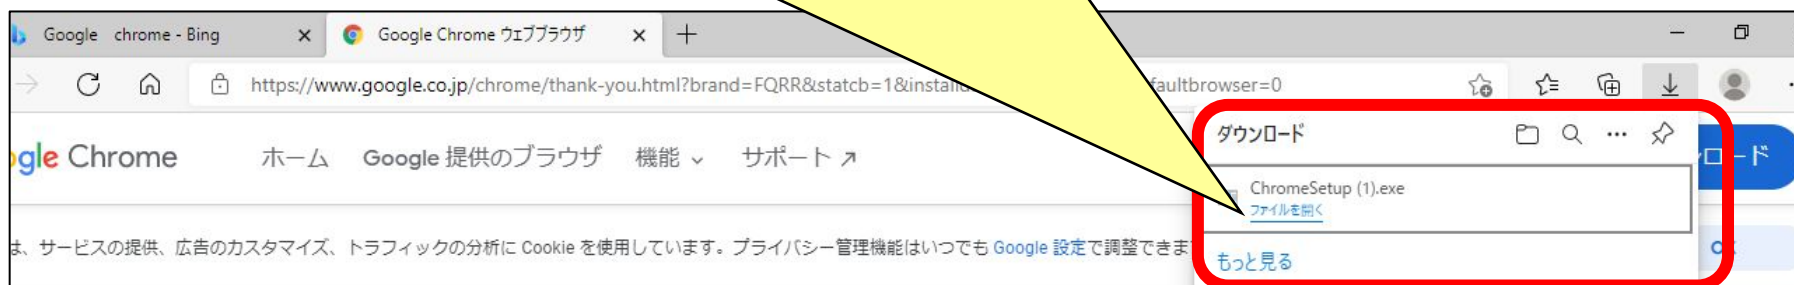 Google chrome - Bing
Google Chrome ウェブブラウザ
https://www.google.co.jp/chrome/thank-you.html?brand=FQRR&statcb=1&install faultbrowser=0
gle Chrome
ホーム
Google 提供のブラウザ
機能
サポート
ンロード
ダウンロード
ChromeSetup (1).exe
ファイルを開く
もっと見る
は、サービスの提供、広告のカスタマイズ、トラフィックの分析に Cookie を使用しています。プライバシー管理機能はいつでも Google 設定で調整できま